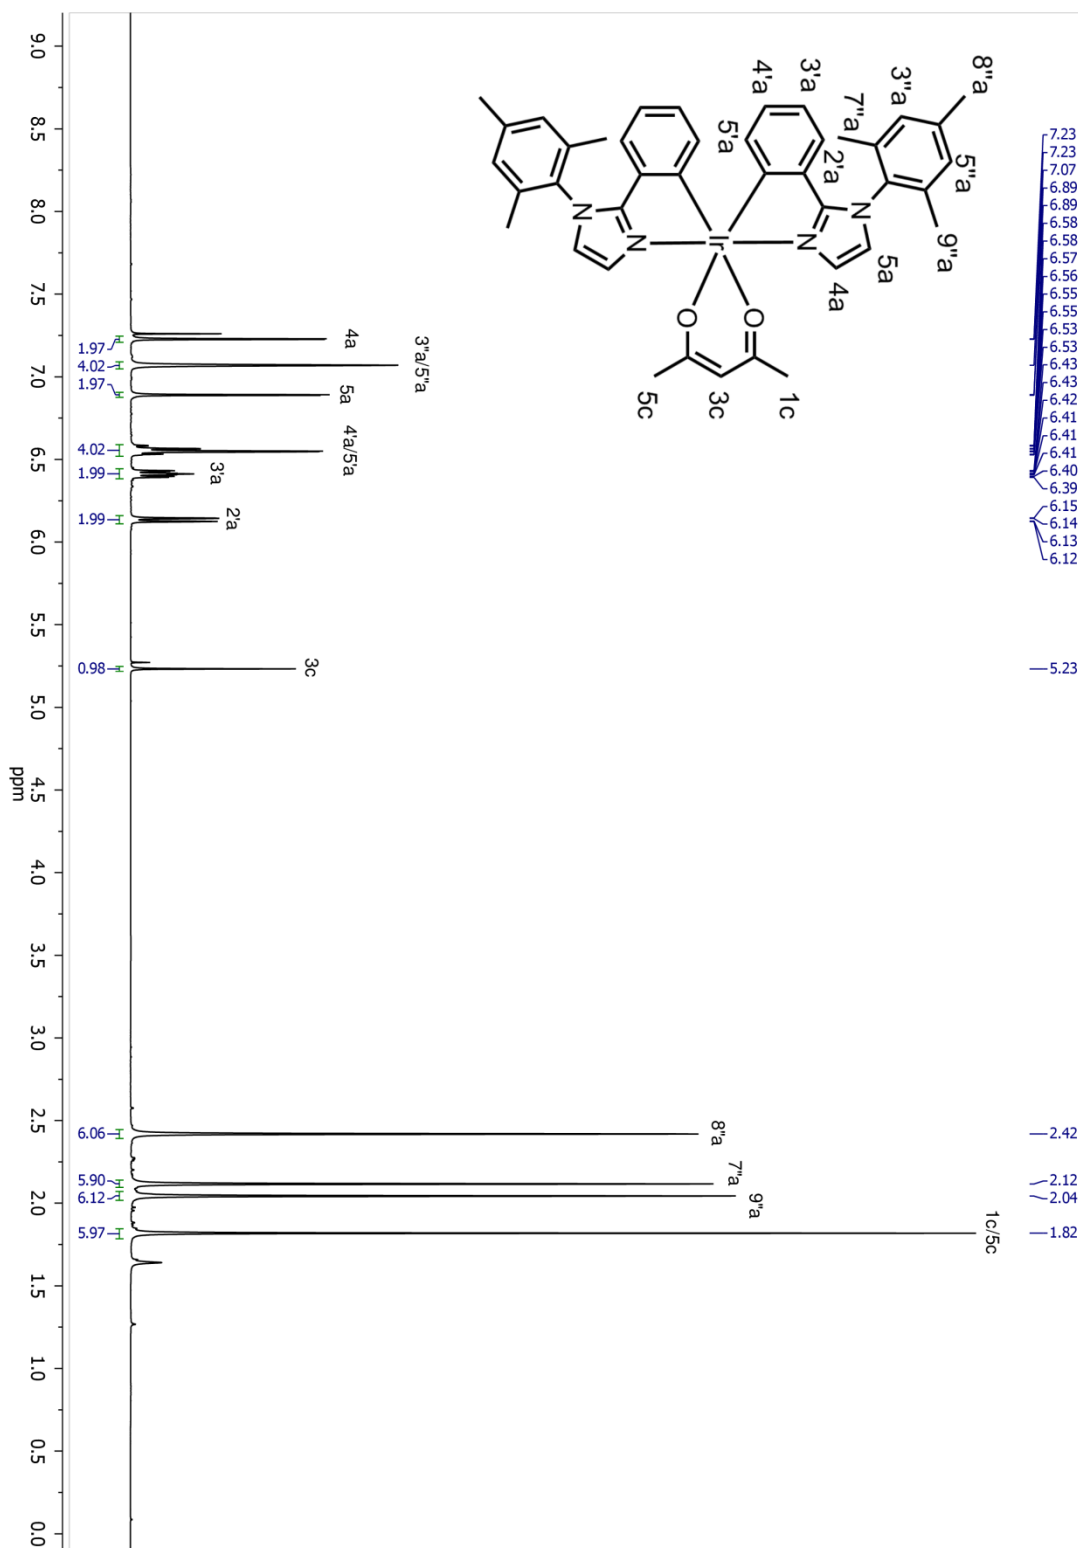 7.23
7.23
7.07
6.89
6.89
6.58
6.58
6.57
6.56
6.55
6.55
6.53
6.53
6.43
6.43
6.42
6.41
6.41
6.41
6.40
6.39
6.15
6.14
6.13
6.12
5.23
2.42
2.12
2.04
1.82
8"a
3"a
5"a
7"a
9"a
3'a
4'a
2'a
5'a
N
N
5a
4a
Ir
N
N
O
O
1c
3c
5c
4a
3"a/5"a
5a
4'a/5'a
3'a
2'a
3c
8"a
7"a
9"a
1c/5c
1.97
4.02
1.97
4.02
1.99
1.99
0.98
6.06
5.90
6.12
5.97
9.0
8.5
8.0
7.5
7.0
6.5
6.0
5.5
5.0
4.5
4.0
3.5
3.0
2.5
2.0
1.5
1.0
0.5
0.0
ppm